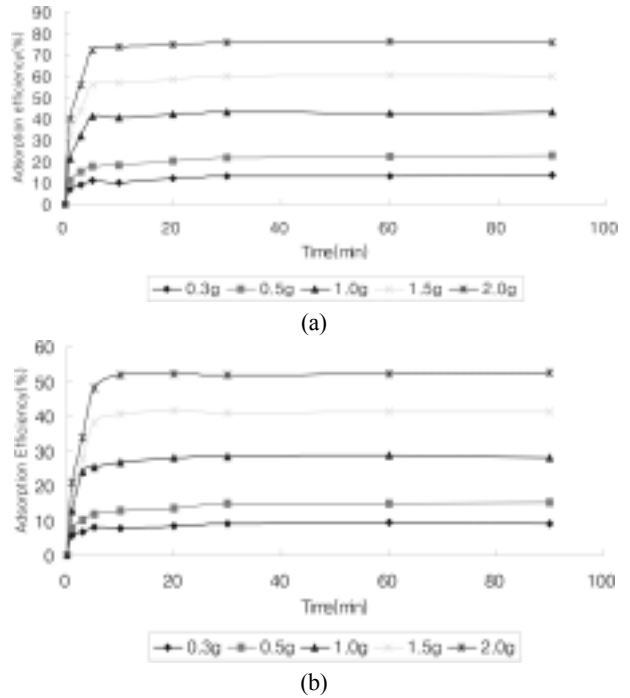 Adsorption efficiency(%)
90
80
70
60
50
40
30
20
10
0
0 20 40 60 80 100
Time(min)
0.3g 0.5g 1.0g 1.5g 2.0g
(a)
Adsorption Efficiency(%)
60
50
40
30
20
10
0
0 20 40 60 80 100
Time(min)
0.3g 0.5g 1.0g 1.5g 2.0g
(b)